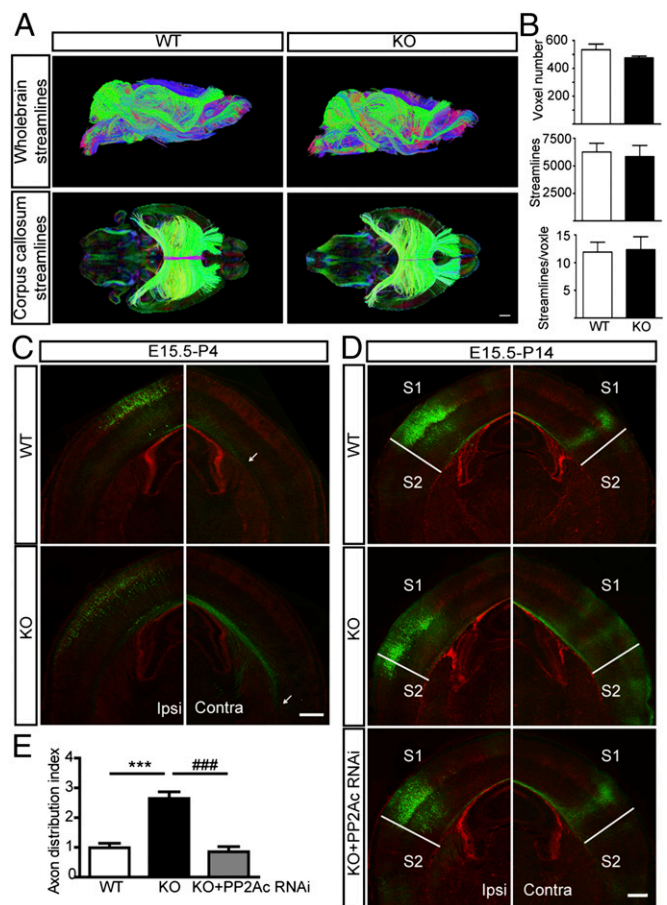 A
WT
KO
Wholebrain
streamlines
Corpus callosum
streamlines
B
Voxel number
600
400
200
0
Streamlines
7500
5000
2500
0
Streamlines/voxle
15
10
5
WT
KO
C
E15.5-P4
WT
KO
Ipsi
Contra
D
E15.5-P14
WT
S1
S1
S2
S2
KO
S1
S1
S2
S2
KO+PP2Ac RNAi
S1
S1
S2
S2
Ipsi
Contra
E
Axon distribution index
4
3
2
1
0
***
###
WT
KO
KO+PP2Ac RNAi